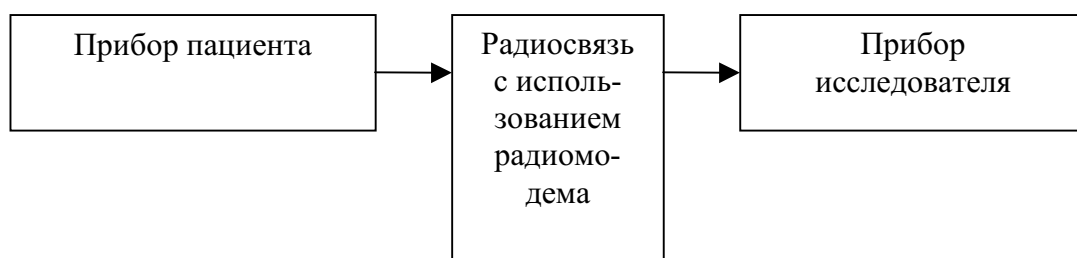 Прибор пациента
Радиосвязь
с исполь-
зованием
радиомо-
дема
Прибор
исследователя